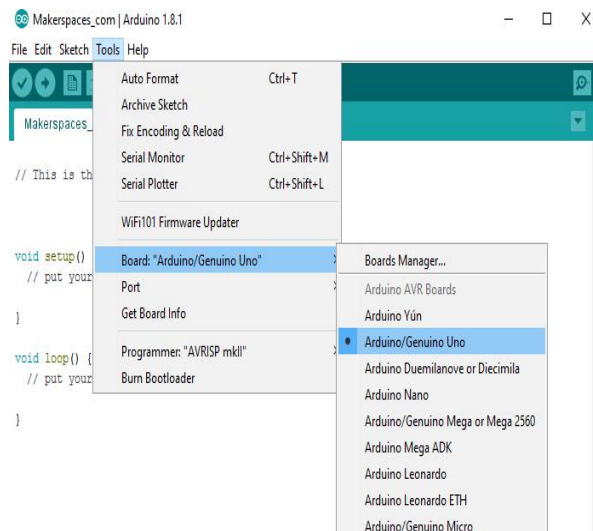 Makerspaces_com | Arduino 1.8.1
File Edit Sketch Tools Help
Makerspaces_
// This is th
void setup()
// put your
}
void loop() {
// put your
}
Auto Format Ctrl+T
Archive Sketch
Fix Encoding & Reload
Serial Monitor Ctrl+Shift+M
Serial Plotter Ctrl+Shift+L
WiFi101 Firmware Updater
Board: "Arduino/Genuino Uno"
Port
Get Board Info
Programmer: "AVRISP mkII"
Burn Bootloader
Boards Manager...
Arduino AVR Boards
Arduino Yún
Arduino/Genuino Uno
Arduino Duemilanove or Diecimila
Arduino Nano
Arduino/Genuino Mega or Mega 2560
Arduino Mega ADK
Arduino Leonardo
Arduino Leonardo ETH
Arduino/Genuino Micro